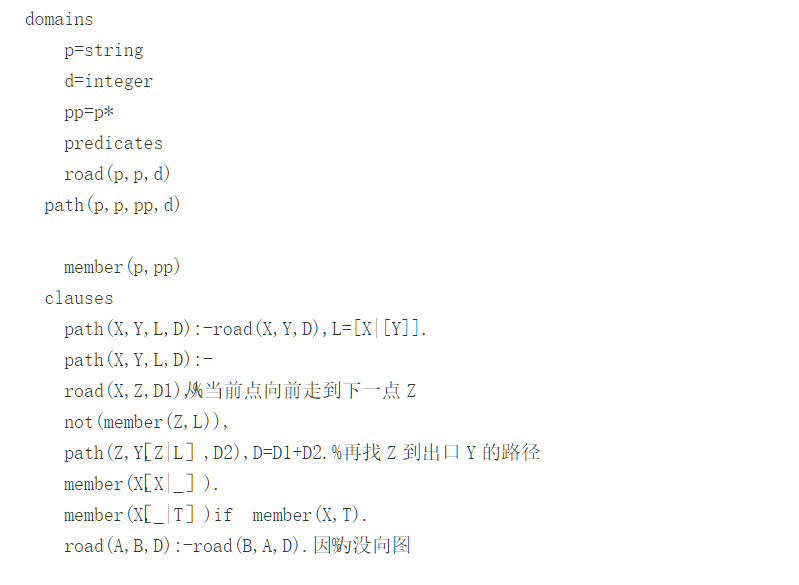 domains
p=string
d=integer
pp=p*
predicates
road(p,p,d)
path(p,p,pp,d)
member(p,pp)
clauses
path(X,Y,L,D):-road(X,Y,D),L=[X|[Y]].
path(X,Y,L,D):-
road(X,Z,D1),%从当前点向前走到下一点 Z
not(member(Z,L)),
path(Z,Y[Z|L] ,D2),D=D1+D2.%再找 Z 到出口 Y 的路径
member(X[X|_] ).
member(X[_|T] )if member(X,T).
road(A,B,D):-road(B,A,D).因%为没向图